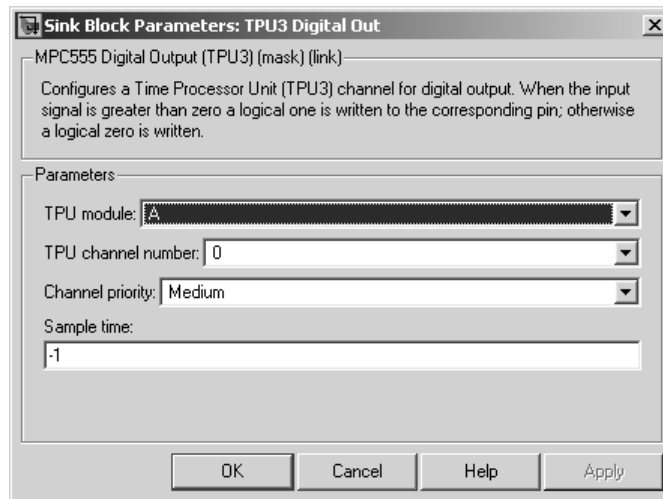 Sink Block Parameters: TPU3 Digital Out
MPC555 Digital Output (TPU3) (mask) (link)
Configures a Time Processor Unit (TPU3) channel for digital output. When the input
signal is greater than zero a logical one is written to the corresponding pin; otherwise
a logical zero is written.
Parameters
TPU module: A
TPU channel number: 0
Channel priority: Medium
Sample time:
-1
OK Cancel Help Apply